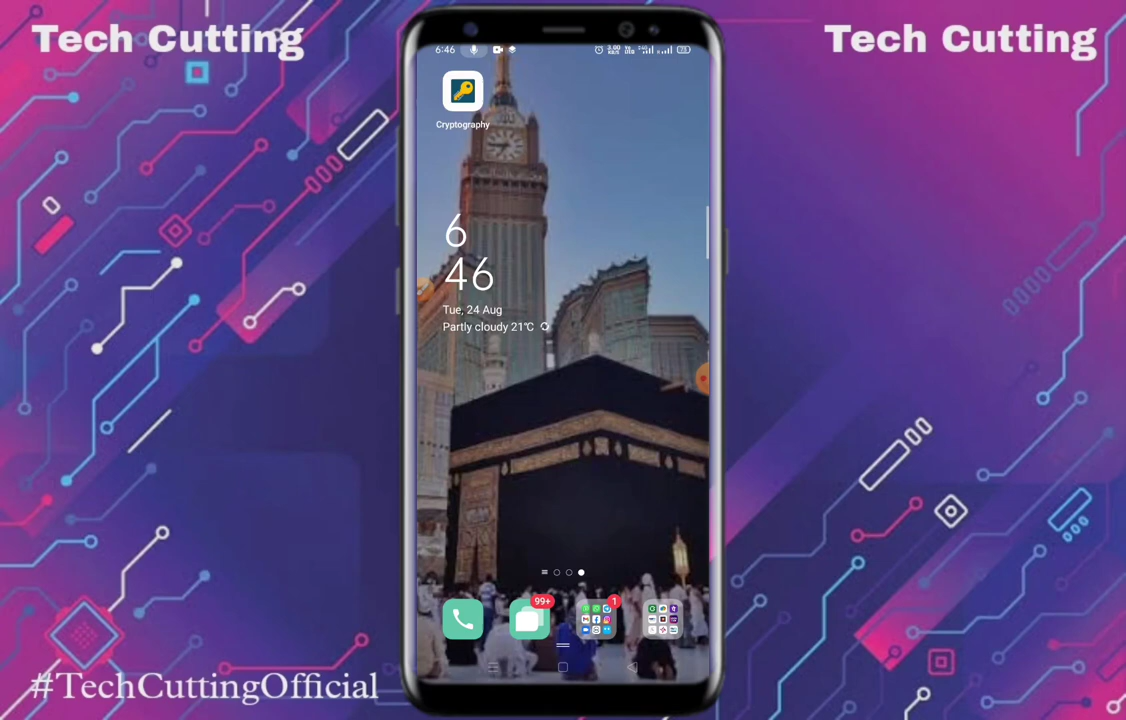 Tech Cutting
Tech Cutting
6:46
Cryptography
6
46
Tue, 24 Aug
Partly cloudy 21°C
99+
1
#TechCuttingOfficial